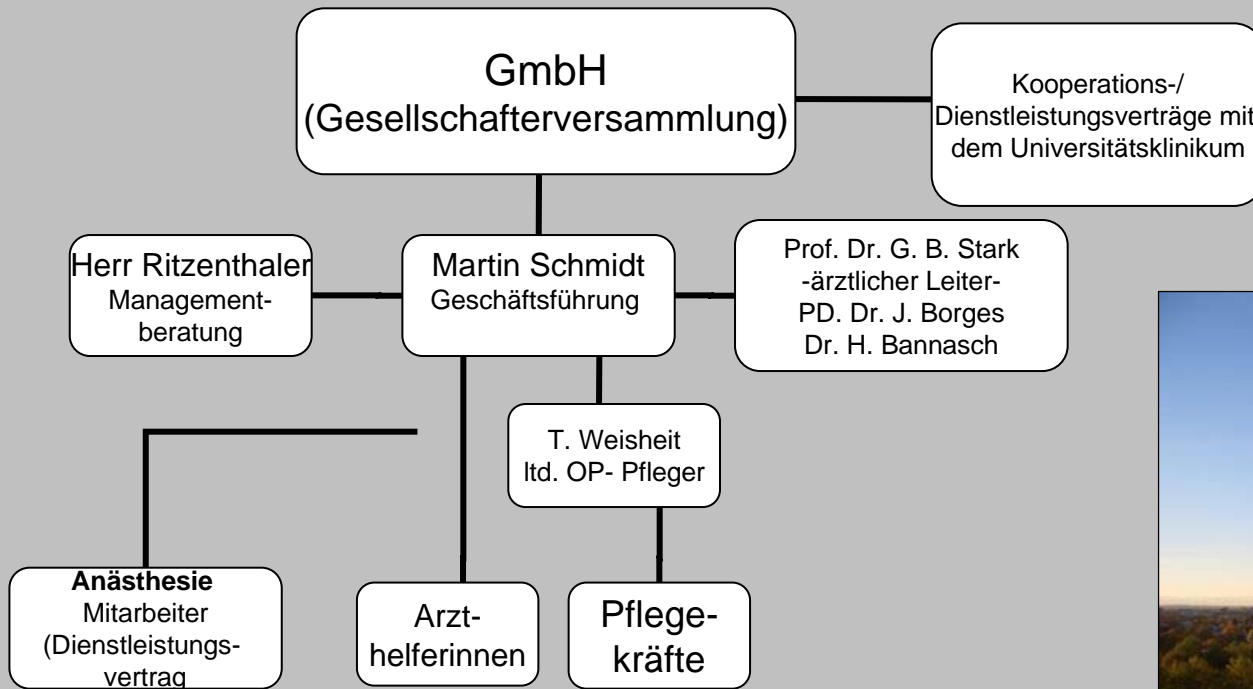 GmbH
(Gesellschafterversammlung)
Kooperations-/
Dienstleistungsverträge mit
dem Universitätsklinikum
Herr Ritzenthaler
Management-
beratung
Martin Schmidt
Geschäftsführung
Prof. Dr. G. B. Stark
-ärztlicher Leiter-
PD. Dr. J. Borges
Dr. H. Bannasch
T. Weisheit
ltd. OP- Pfleger
Anästhesie
Mitarbeiter
(Dienstleistungs-
vertrag
Arzt-
helferinnen
Pflege-
kräfte